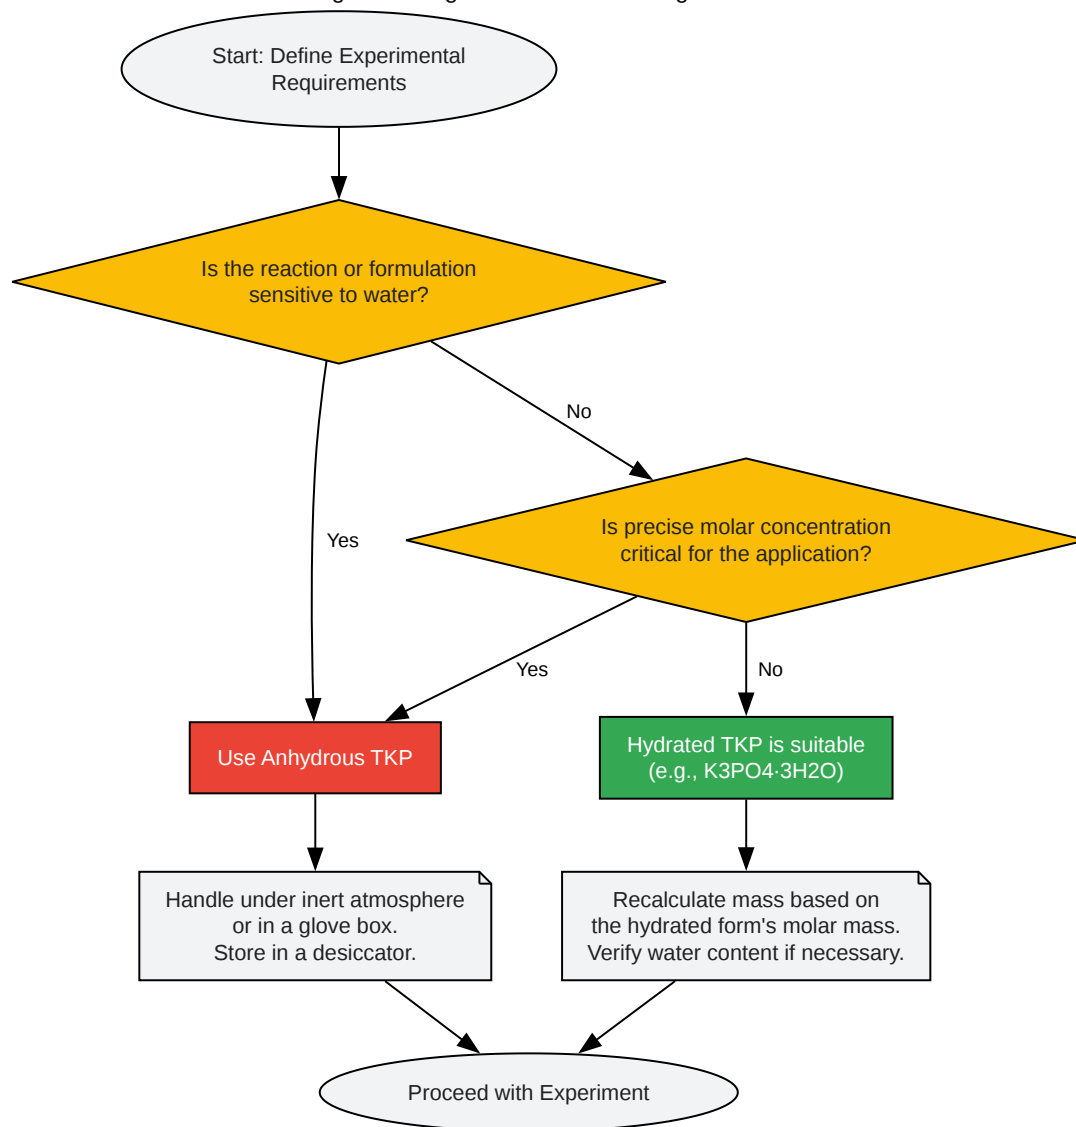 Start: Define Experimental
Requirements
Is the reaction or formulation
sensitive to water?
No
Is precise molar concentration
critical for the application?
Yes
Yes
No
Use Anhydrous TKP
Hydrated TKP is suitable
(e.g., K3PO4·3H2O)
Handle under inert atmosphere
or in a glove box.
Store in a desiccator.
Recalculate mass based on
the hydrated form's molar mass.
Verify water content if necessary.
Proceed with Experiment